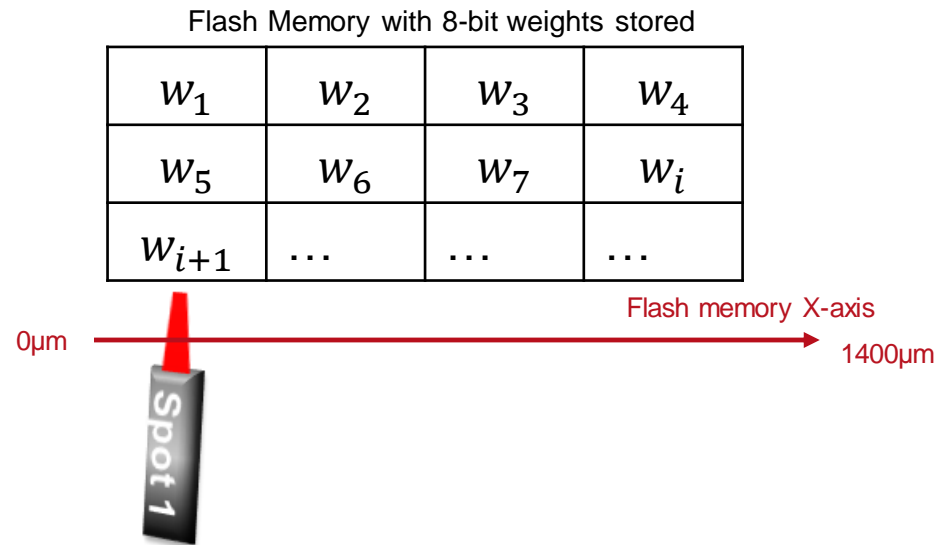 Flash Memory with 8-bit weights stored
w₁ w₂ w₃ w₄
w₅ w₆ w₇ wᵢ
wᵢ₊₁ ... ... ...
Flash memory X-axis
0µm
1400µm
Spot 1